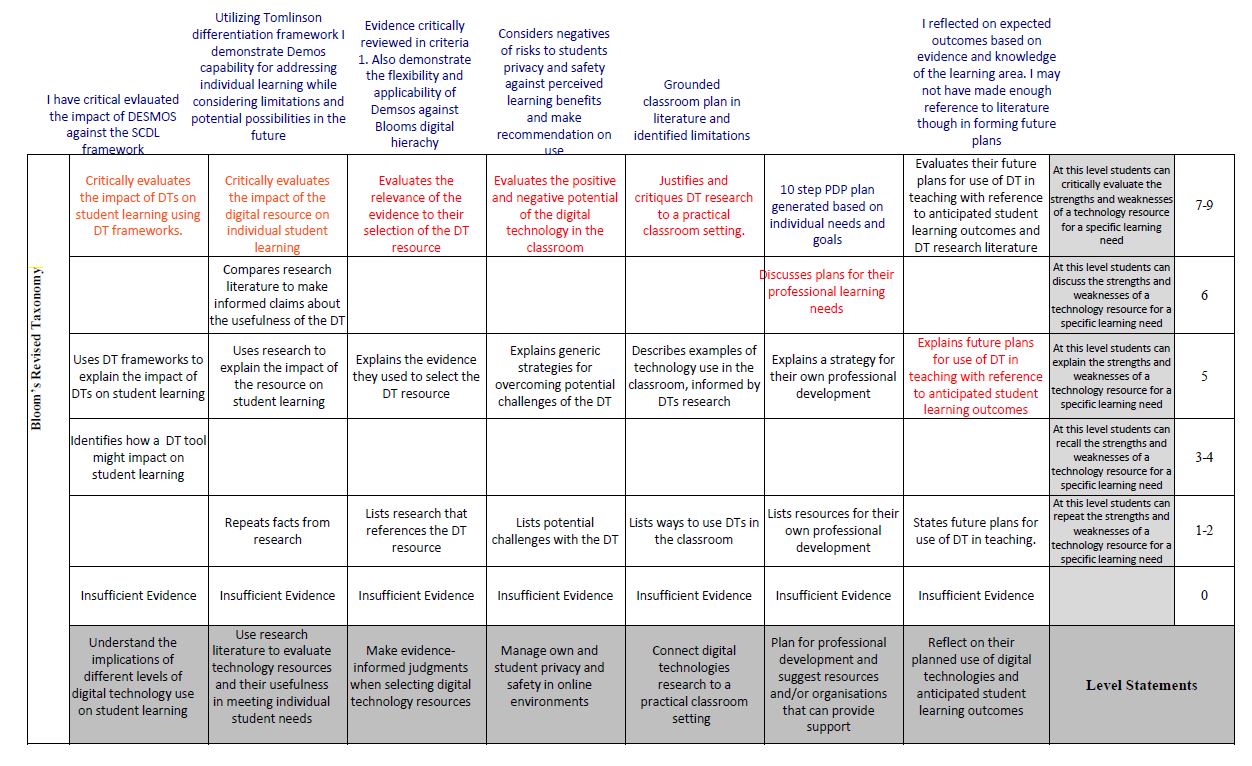 I have critical evlauated
the impact of DESMOS
against the SCDL
framework
Utilizing Tomlinson
differentiation framework I
demonstrate Demos
capability for addressing
individual learning while
considering limitations and
potential possibilities in the
future
Evidence critically
reviewed in criteria
1. Also demonstrate
the flexibility and
applicability of
Demsos against
Blooms digital
hierachy
Considers negatives
of risks to students
privacy and safety
against perceived
learning benefits
and make
recommendation on
use
Grounded
classroom plan in
literature and
identified limitations
I reflected on expected
outcomes based on
evidence and knowledge
of the learning area. I may
not have made enough
reference to literature
though in forming future
plans
Bloom's Revised Taxonomy
Critically evaluates
the impact of DTs on
student learning using
DT frameworks.
Critically evaluates
the impact of the
digital resource on
individual student
learning
Evaluates the
relevance of the
evidence to their
selection of the DT
resource
Evaluates the positive
and negative potential
of the digital
technology in the
classroom
Justifies and
critiques DT research
to a practical
classroom setting.
10 step PDP plan
generated based on
individual needs and
goals
Evaluates their future
plans for use of DT in
teaching with reference
to anticipated student
learning outcomes and
DT research literature
At this level students can
critically evaluate the
strengths and weaknesses
of a technology resource
for a specific learning
need
7-9
Compares research
literature to make
informed claims about
the usefulness of the DT
Discusses plans for their
professional learning
needs
At this level students can
discuss the strengths and
weaknesses of a
technology resource for a
specific learning need
6
Uses DT frameworks to
explain the impact of
DTs on student learning
Uses research to
explain the impact of
the resource on
student learning
Explains the evidence
they used to select the
DT resource
Explains generic
strategies for
overcoming potential
challenges of the DT
Describes examples of
technology use in the
classroom, informed by
DTs research
Explains a strategy for
their own professional
development
Explains future plans
for use of DT in
teaching with reference
to anticipated student
learning outcomes
At this level students can
explain the strengths and
weaknesses of a
technology resource for a
specific learning need
5
Identifies how a DT tool
might impact on
student learning
At this level students can
recall the strengths and
weaknesses of a
technology resource for a
specific learning need
3-4
Repeats facts from
research
Lists research that
references the DT
resource
Lists potential
challenges with the DT
Lists ways to use DTs in
the classroom
Lists resources for their
own professional
development
States future plans for
use of DT in teaching.
At this level students can
repeat the strengths and
weaknesses of a
technology resource for a
specific learning need
1-2
Insufficient Evidence
Insufficient Evidence
Insufficient Evidence
Insufficient Evidence
Insufficient Evidence
Insufficient Evidence
Insufficient Evidence
0
Understand the
implications of
different levels of
digital technology use
on student learning
Use research
literature to evaluate
technology resources
and their usefulness
in meeting individual
student needs
Make evidence-
informed judgments
when selecting digital
technology resources
Manage own and
student privacy and
safety in online
environments
Connect digital
technologies
research to a
practical classroom
setting
Plan for professional
development and
suggest resources
and/or organisations
that can provide
support
Reflect on their
planned use of digital
technologies and
anticipated student
learning outcomes
Level Statements